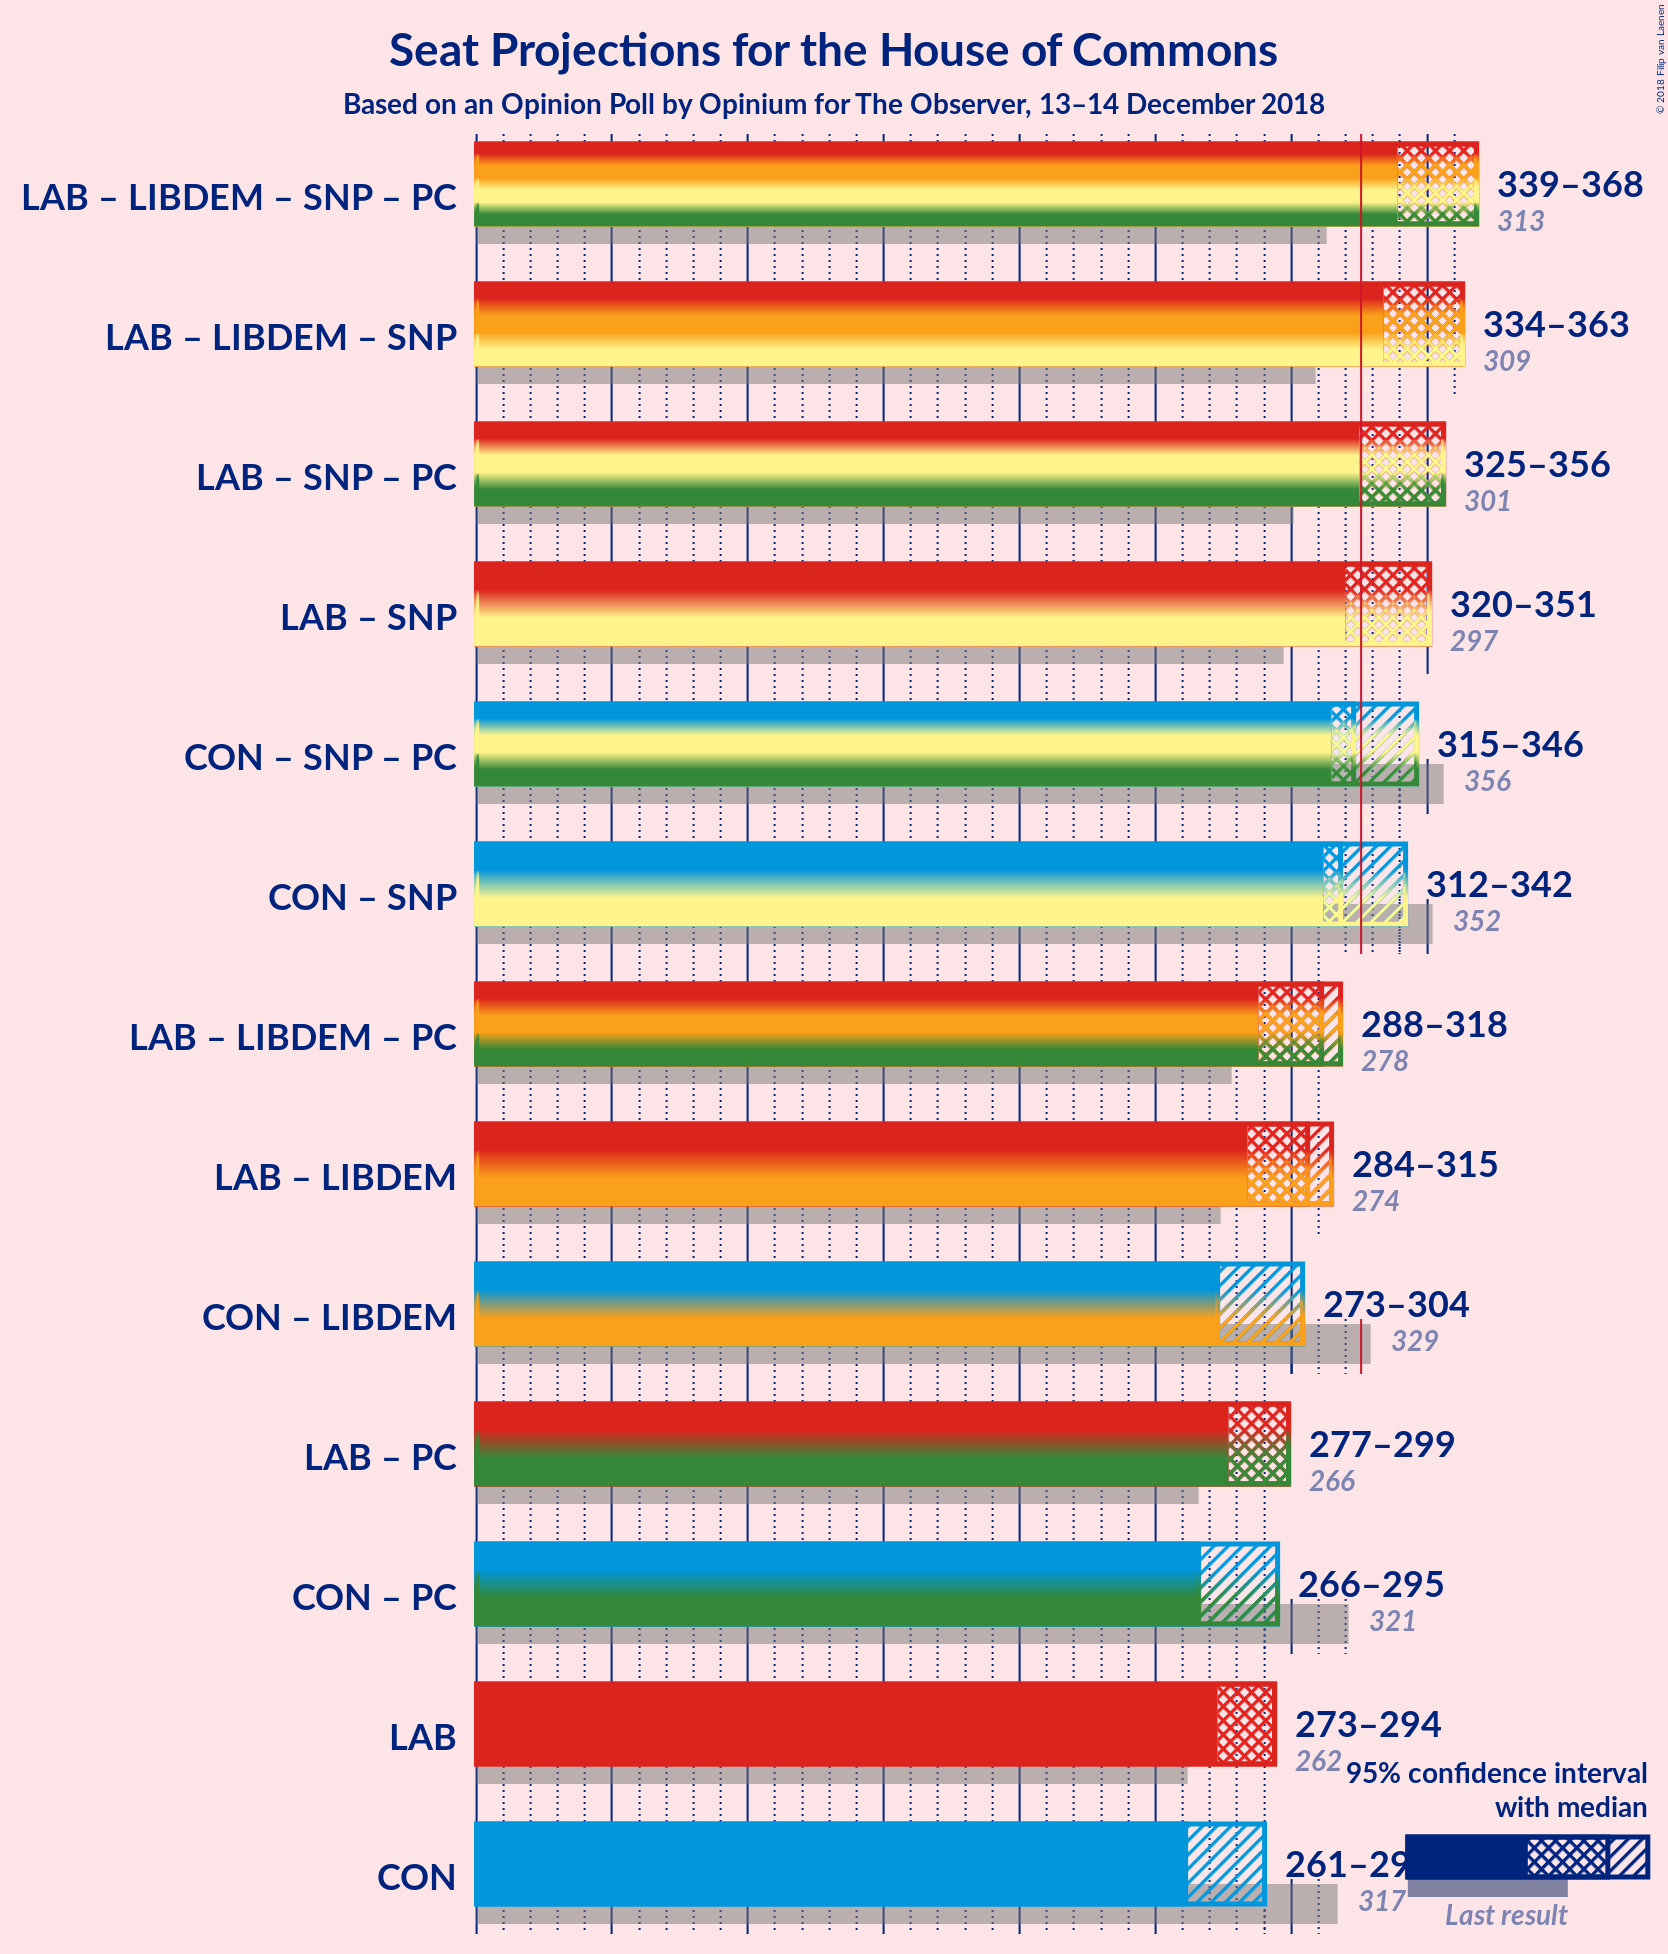 Seat Projections for the House of Commons
Based on an Opinion Poll by Opinium for The Observer, 13–14 December 2018
© 2018 Filip van Laenen
LAB – LIBDEM – SNP – PC
339–368
313
LAB – LIBDEM – SNP
334–363
309
LAB – SNP – PC
325–356
301
LAB – SNP
320–351
297
CON – SNP – PC
315–346
356
CON – SNP
312–342
352
LAB – LIBDEM – PC
288–318
278
LAB – LIBDEM
284–315
274
CON – LIBDEM
273–304
329
LAB – PC
277–299
266
CON – PC
266–295
321
LAB
273–294
262
CON
261–29
317
95% confidence interval
with median
Last result